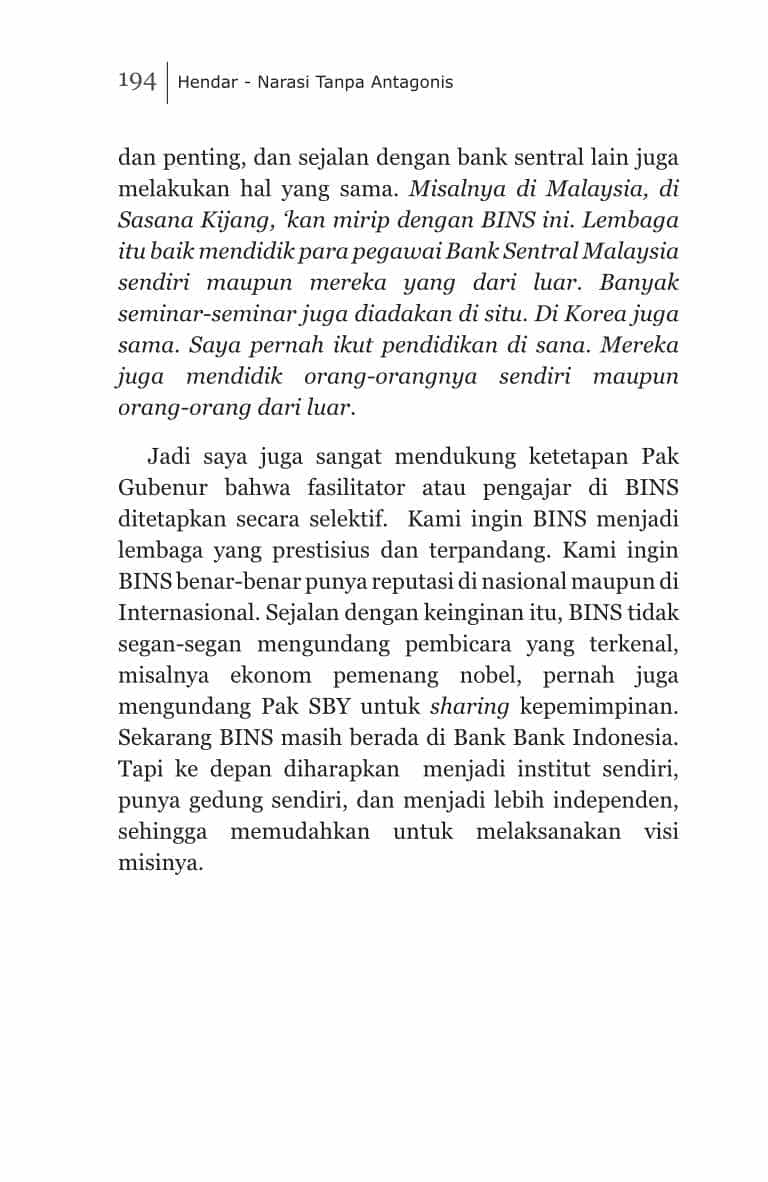 194 Hendar - Narasi Tanpa Antagonis
dan penting, dan sejalan dengan bank sentral lain juga
melakukan hal yang sama. Misalnya di Malaysia, di
Sasana Kijang, ‘kan mirip dengan BINS ini. Lembaga
itu baik mendidik para pegawai Bank Sentral Malaysia
sendiri maupun mereka yang dari luar. Banyak
seminar-seminar juga diadakan di situ. Di Korea juga
sama. Saya pernah ikut pendidikan di sana. Mereka
juga mendidik orang-orangnya sendiri maupun
orang-orang dari luar.
Jadi saya juga sangat mendukung ketetapan Pak
Gubenur bahwa fasilitator atau pengajar di BINS
ditetapkan secara selektif. Kami ingin BINS menjadi
lembaga yang prestisius dan terpandang. Kami ingin
BINS benar-benar punya reputasi di nasional maupun di
Internasional. Sejalan dengan keinginan itu, BINS tidak
segan-segan mengundang pembicara yang terkenal,
misalnya ekonom pemenang nobel, pernah juga
mengundang Pak SBY untuk sharing kepemimpinan.
Sekarang BINS masih berada di Bank Bank Indonesia.
Tapi ke depan diharapkan menjadi institut sendiri,
punya gedung sendiri, dan menjadi lebih independen,
sehingga memudahkan untuk melaksanakan visi
misinya.